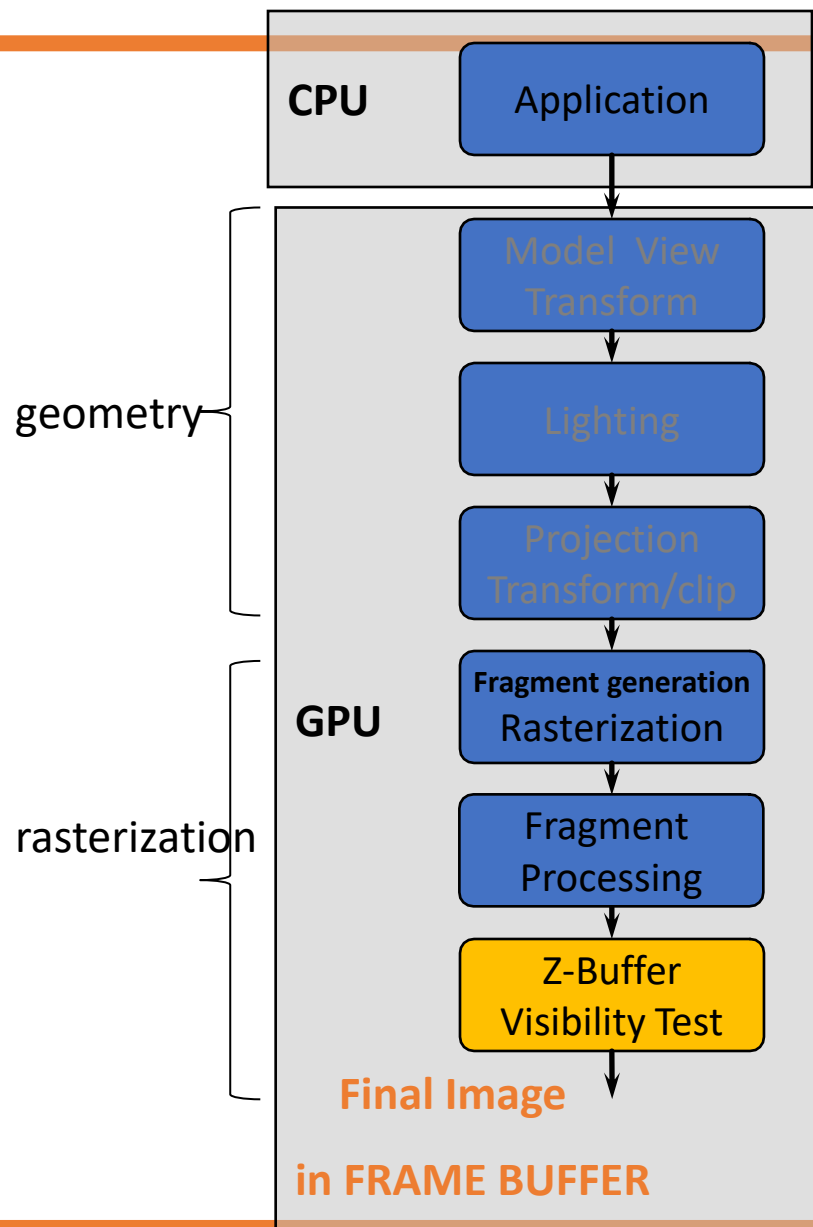 CPU
Application
Model View
Transform
geometry
Lighting
Projection
Transform/clip
Fragment generation
GPU
Rasterization
rasterization
Fragment
Processing
Z-Buffer
Visibility Test
Final Image
in FRAME BUFFER